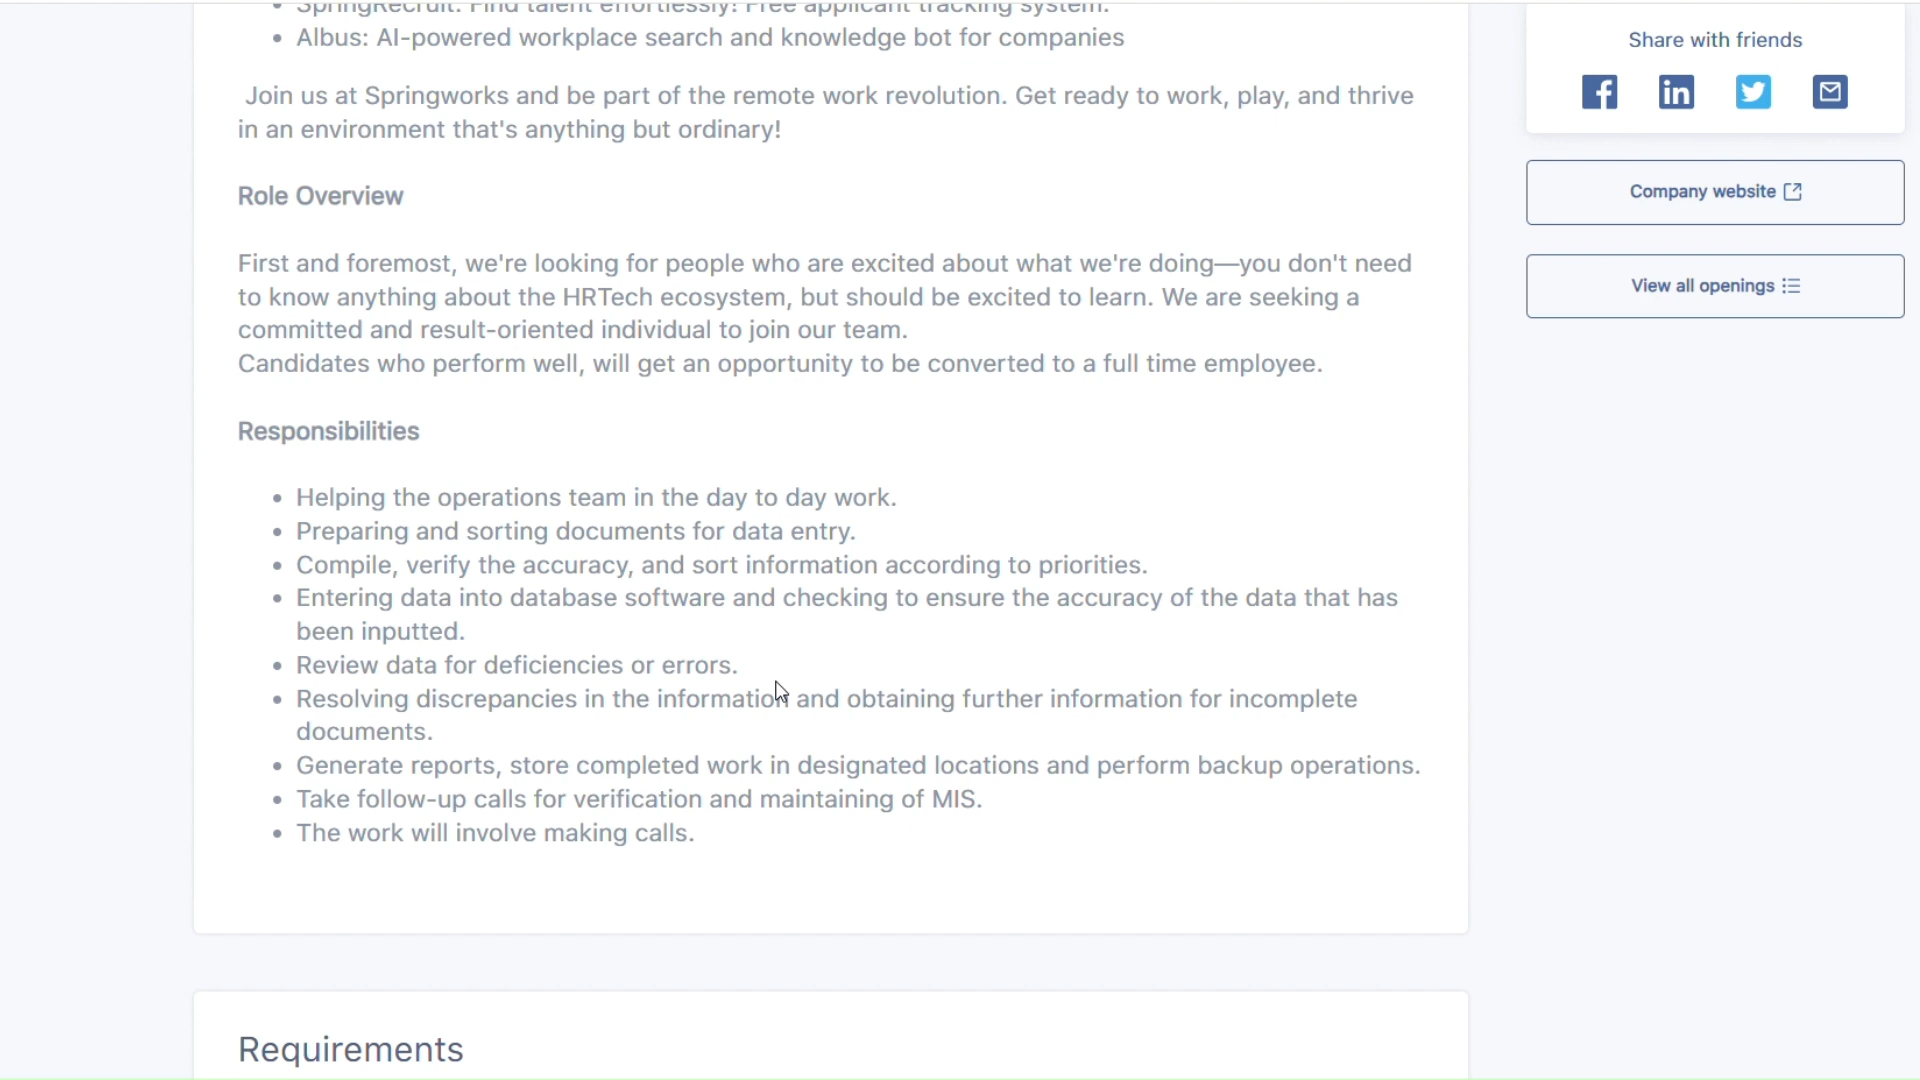 SpringRecruit: Find talent effortlessly! Free applicant tracking system.
Albus: AI-powered workplace search and knowledge bot for companies
Join us at Springworks and be part of the remote work revolution. Get ready to work, play, and thrive
in an environment that's anything but ordinary!
Role Overview
First and foremost, we're looking for people who are excited about what we're doing—you don't need
to know anything about the HRTech ecosystem, but should be excited to learn. We are seeking a
committed and result-oriented individual to join our team.
Candidates who perform well, will get an opportunity to be converted to a full time employee.
Responsibilities
Helping the operations team in the day to day work.
Preparing and sorting documents for data entry.
Compile, verify the accuracy, and sort information according to priorities.
Entering data into database software and checking to ensure the accuracy of the data that has
been inputted.
Review data for deficiencies or errors.
Resolving discrepancies in the information and obtaining further information for incomplete
documents.
Generate reports, store completed work in designated locations and perform backup operations.
Take follow-up calls for verification and maintaining of MIS.
The work will involve making calls.
Requirements
Share with friends
Company website
View all openings